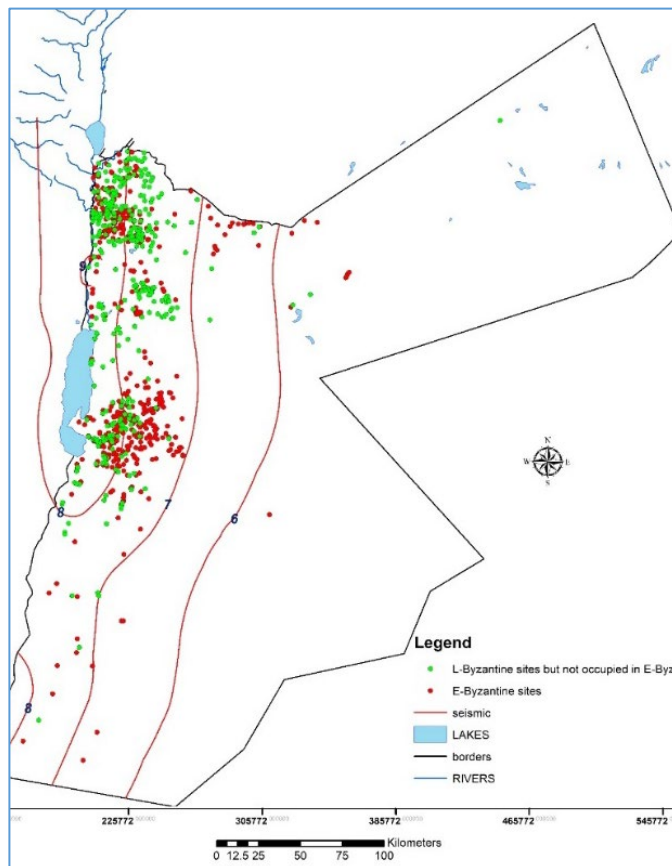 9
8
7
6
8
N
W E
S
Legend
L-Byzantine sites but not occupied in E-Byz
E-Byzantine sites
seismic
LAKES
borders
RIVERS
225772 305772 385772 465772 545772
Kilometers
0 12.5 25 50 75 100